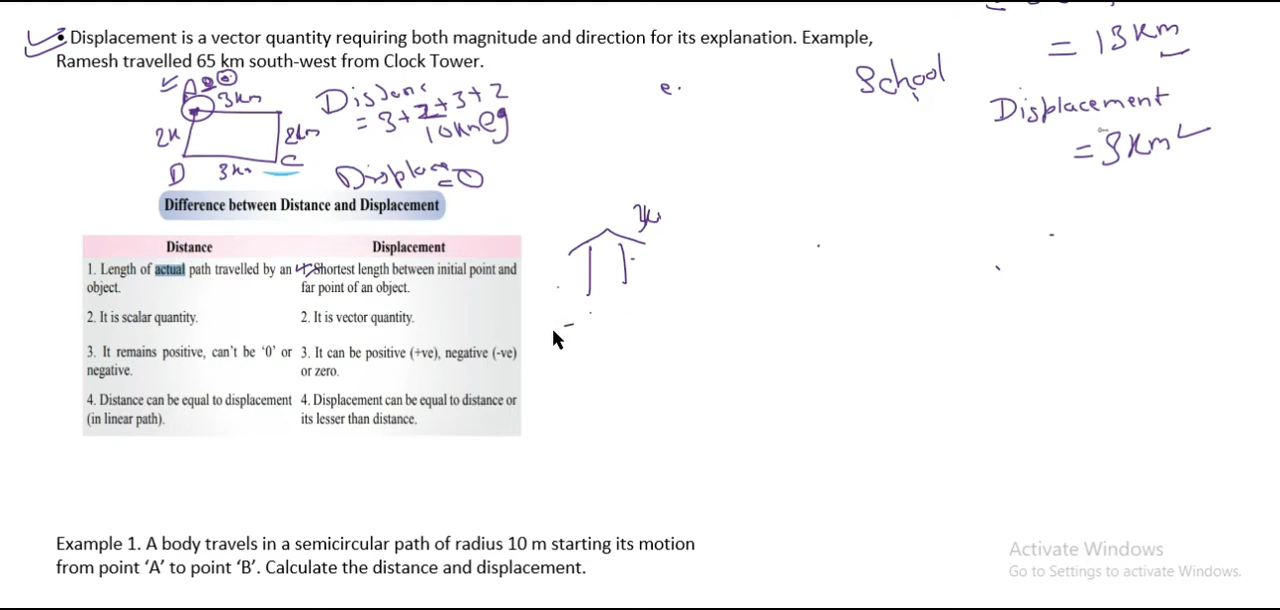 • Displacement is a vector quantity requiring both magnitude and direction for its explanation. Example,
Ramesh travelled 65 km south-west from Clock Tower.
= 13 km
School
Displacement
= 3 km
A
3km
2km
C
3k
D
2k
= 3+2+3+2
10km
= 0
e.
Difference between Distance and Displacement
Distance
Displacement
1. Length of actual path travelled by an object.
1. Shortest length between initial point and far point of an object.
2. It is scalar quantity.
2. It is vector quantity.
3. It remains positive, can't be '0' or negative.
3. It can be positive (+ve), negative (-ve) or zero.
4. Distance can be equal to displacement (in linear path).
4. Displacement can be equal to distance or its lesser than distance.
Example 1. A body travels in a semicircular path of radius 10 m starting its motion
from point 'A' to point 'B'. Calculate the distance and displacement.
Activate Windows
Go to Settings to activate Windows.